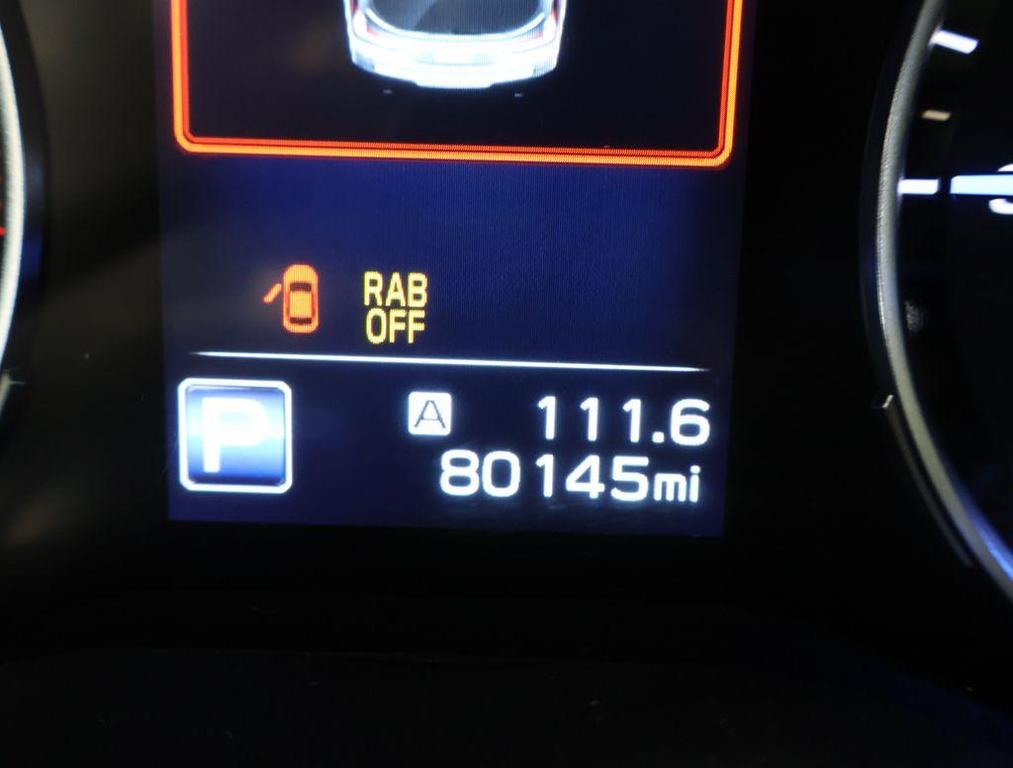 RAB
OFF
P
A 111.6
80145mi